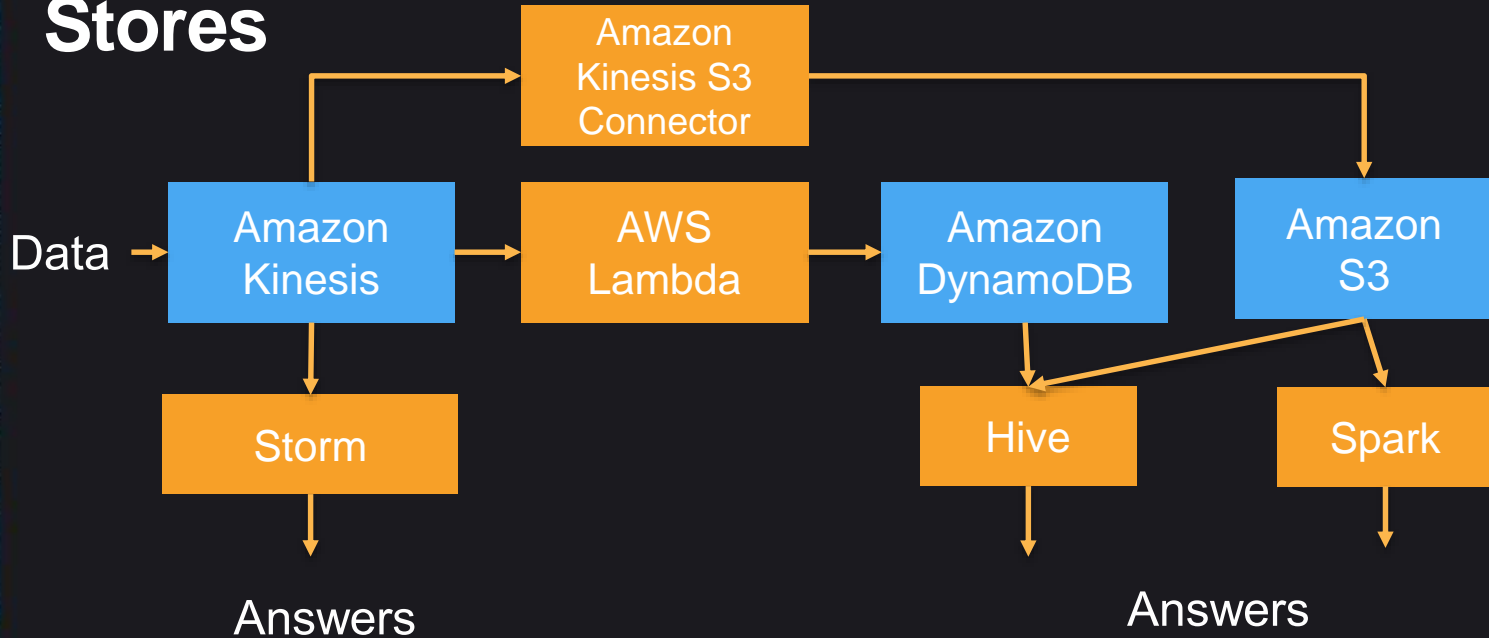 Stores
Amazon
Kinesis S3
Connector
Data
Amazon
Kinesis
AWS
Lambda
Amazon
DynamoDB
Amazon
S3
Storm
Hive
Spark
Answers
Answers